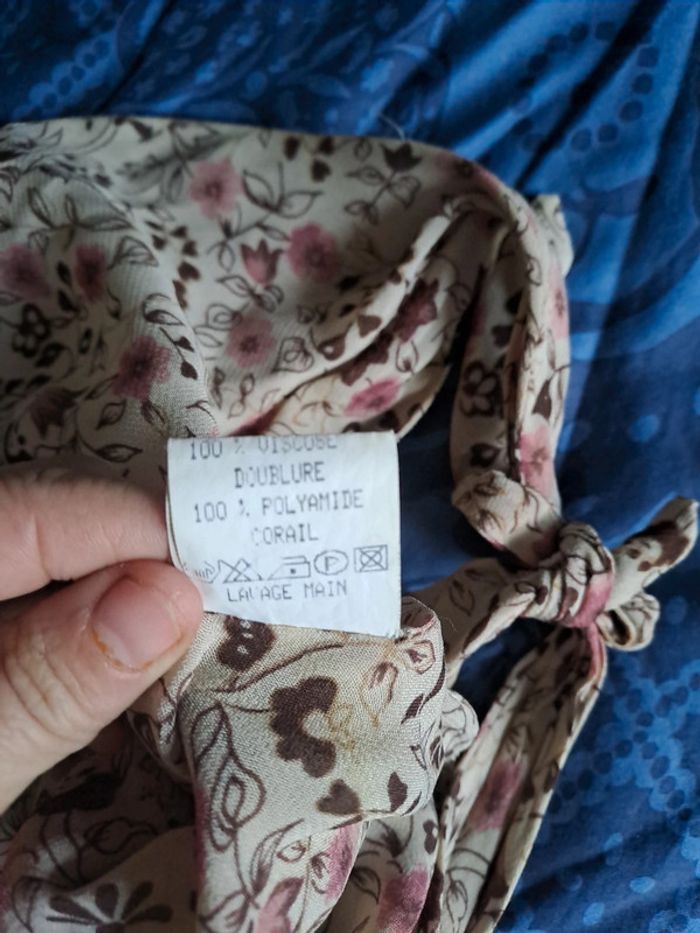 100 % VISCOSE
DOUBLURE
100 % POLYAMIDE
CORAIL
P
LAVAGE MAIN